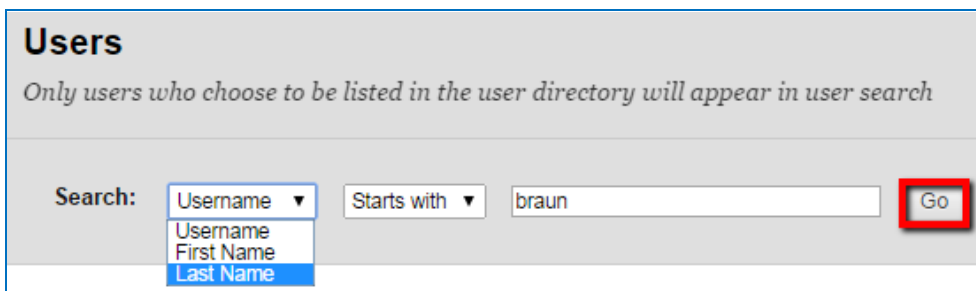 Users
Only users who choose to be listed in the user directory will appear in user search
Search: Username ▼ Starts with ▼ braun Go
Username
First Name
Last Name